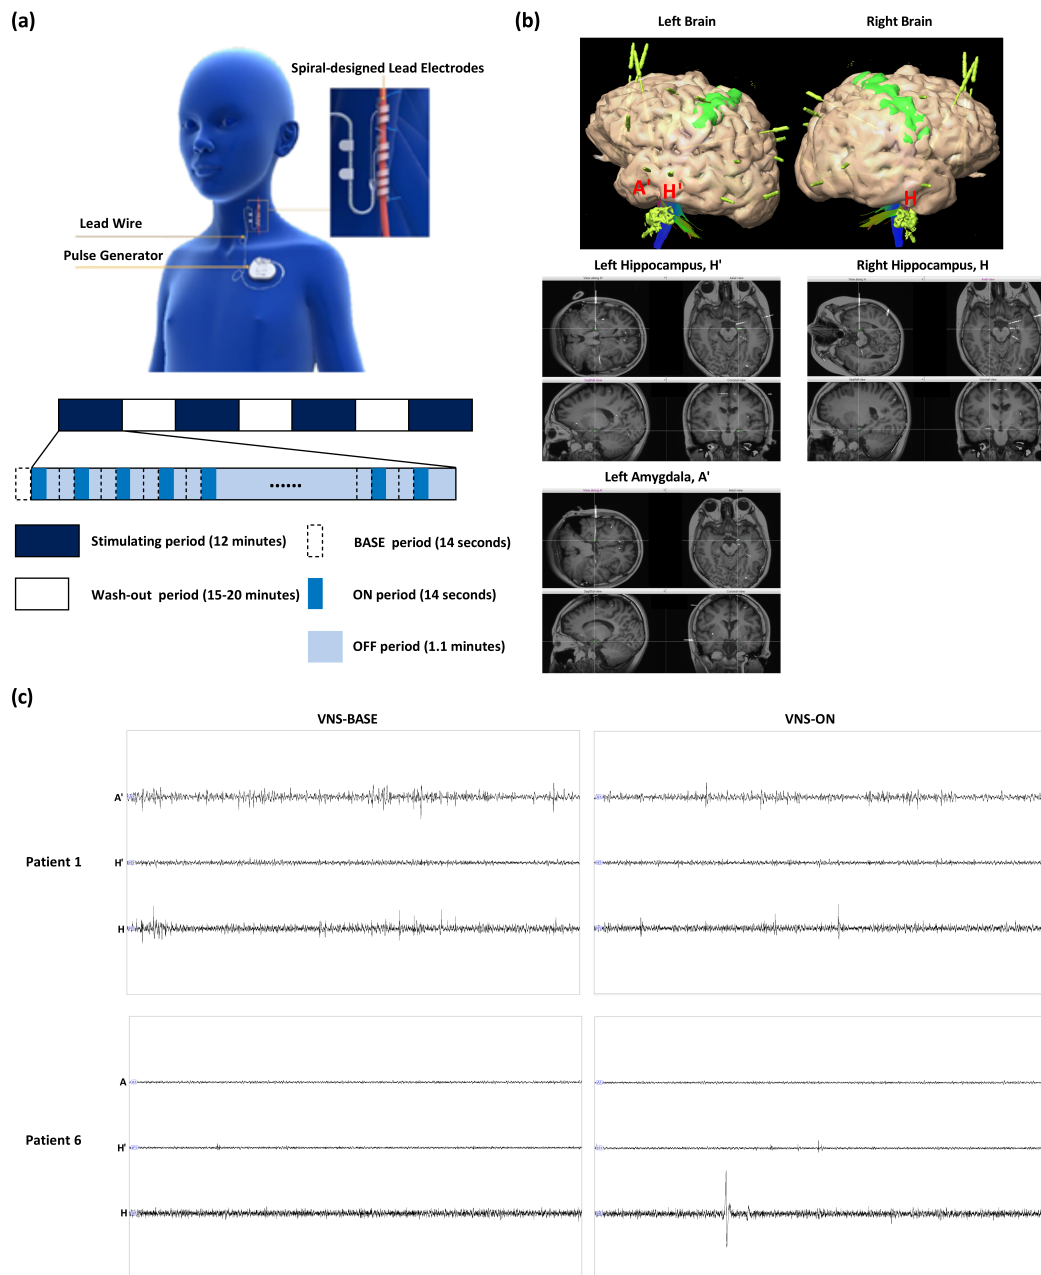 (a)
Spiral-designed Lead Electrodes
Lead Wire
Pulse Generator
......
Stimulating period (12 minutes)
BASE period (14 seconds)
Wash-out period (15-20 minutes)
ON period (14 seconds)
OFF period (1.1 minutes)
(b)
Left Brain
Right Brain
A'
H'
H
Left Hippocampus, H'
Right Hippocampus, H
Left Amygdala, A'
(c)
VNS-BASE
VNS-ON
Patient 1
A'
H'
H
Patient 6
A
H'
H